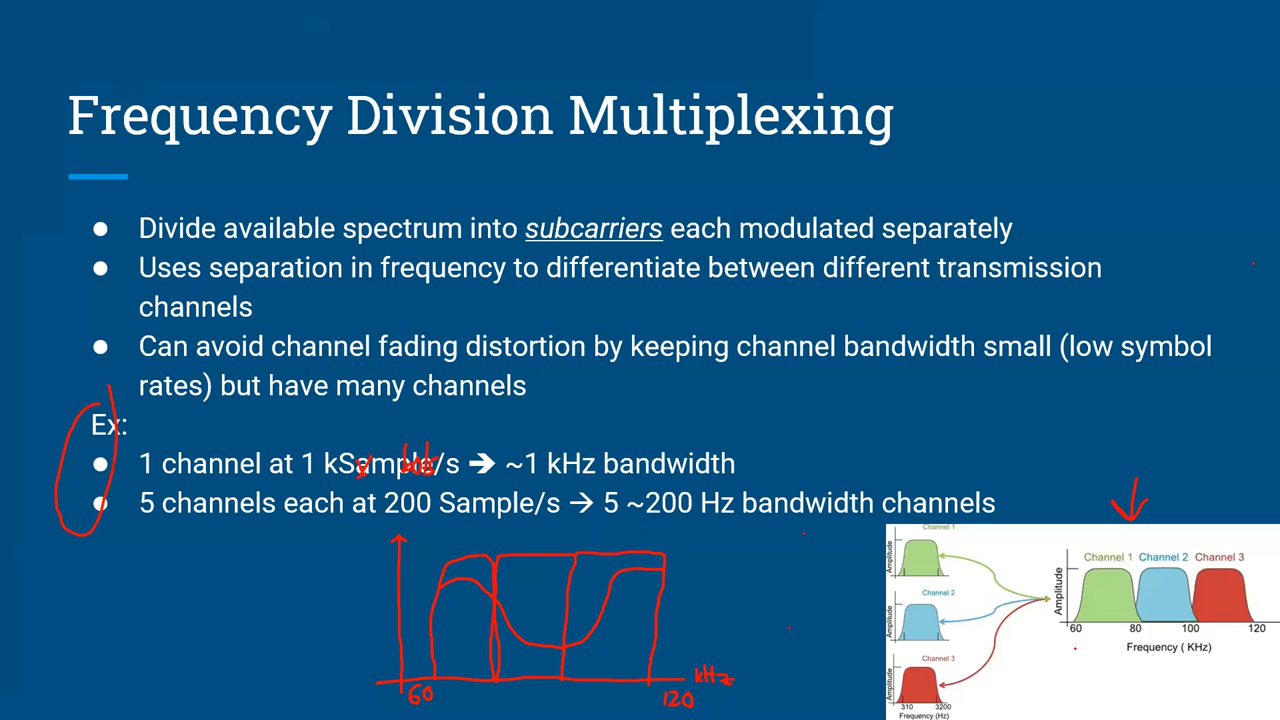 Frequency Division Multiplexing
● Divide available spectrum into subcarriers each modulated separately
● Uses separation in frequency to differentiate between different transmission
channels
● Can avoid channel fading distortion by keeping channel bandwidth small (low symbol
rates) but have many channels
Ex:
● 1 channel at 1 kSample/s 🡪 ~1 kHz bandwidth
● 5 channels each at 200 Sample/s → 5 ~200 Hz bandwidth channels
60
120
kHz
Channel 1
Amplitude
Channel 2
Amplitude
Channel 3
Amplitude
310 3200
Frequency (Hz)
Channel 1 Channel 2 Channel 3
Amplitude
60 80 100 120
Frequency ( KHz)